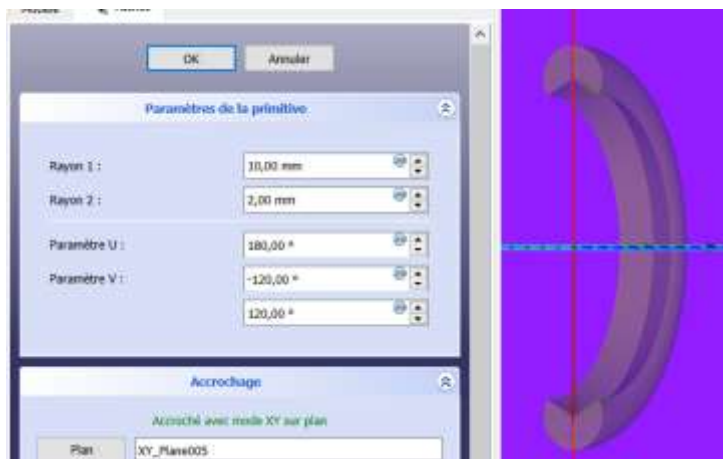 OK
Annuler
Paramètres de la primitive
Rayon 1 :
10,00 mm
Rayon 2 :
2,00 mm
Paramètre U :
180,00 °
Paramètre V :
-120,00 °
120,00 °
Accrochage
Accroché avec mode XY sur plan
Plan
XY_Plane005